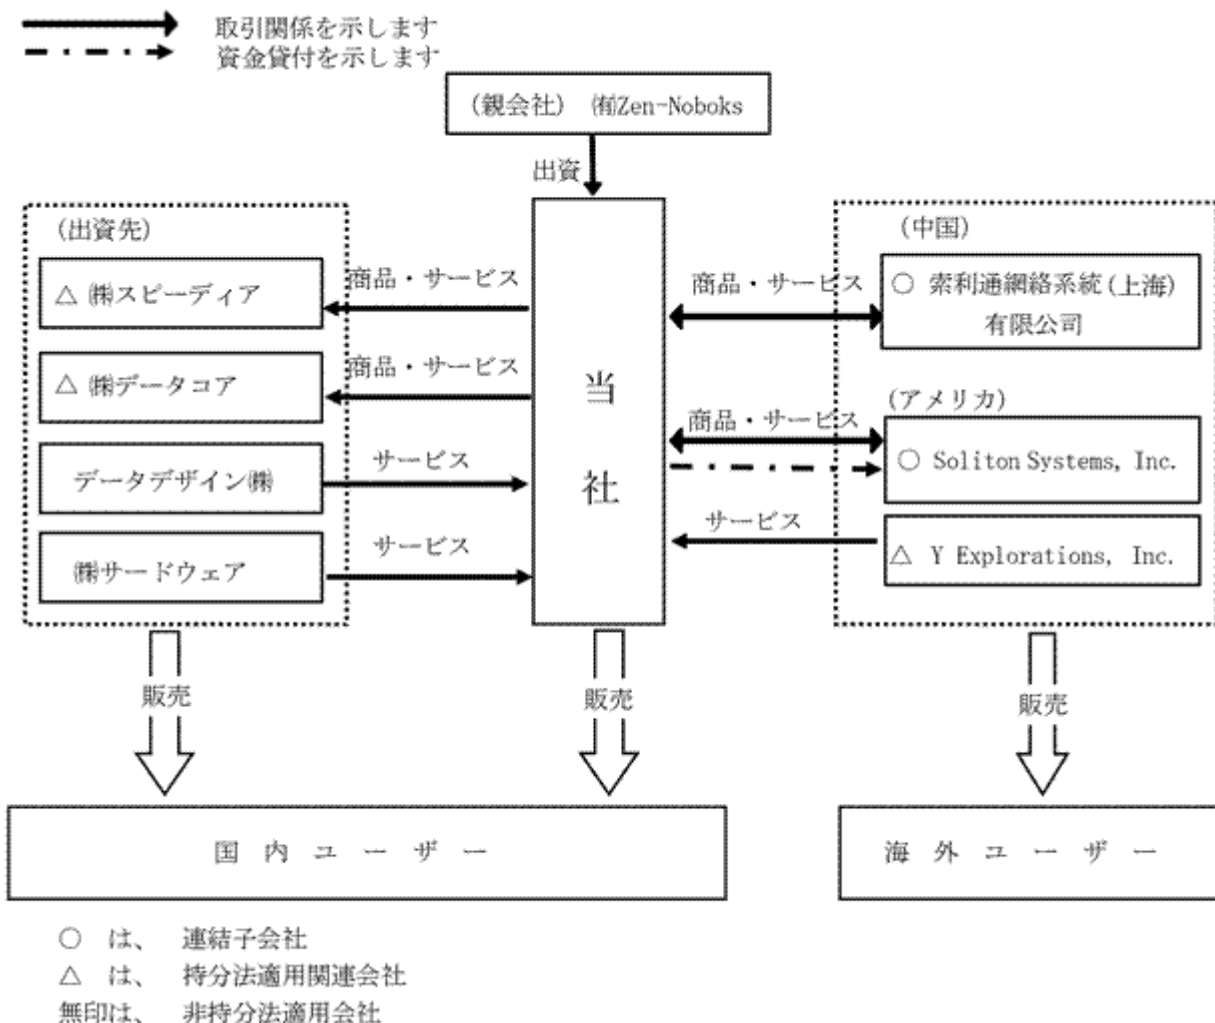 取引関係を示します
資金貸付を示します
(親会社) ㈲Zen-Noboks
出資
(出資先)
△ ㈱スピーディア
商品・サービス
△ ㈱データコア
商品・サービス
データデザイン㈱
サービス
㈱サードウェア
サービス
当
社
(中国)
商品・サービス
○ 索利通網絡系統(上海)
有限公司
(アメリカ)
商品・サービス
○ Soliton Systems, Inc.
サービス
△ Y Explorations, Inc.
販売
販売
販売
国 内 ユ ー ザ ー
海 外 ユ ー ザ ー
○ は、 連結子会社
△ は、 持分法適用関連会社
無印は、 非持分法適用会社